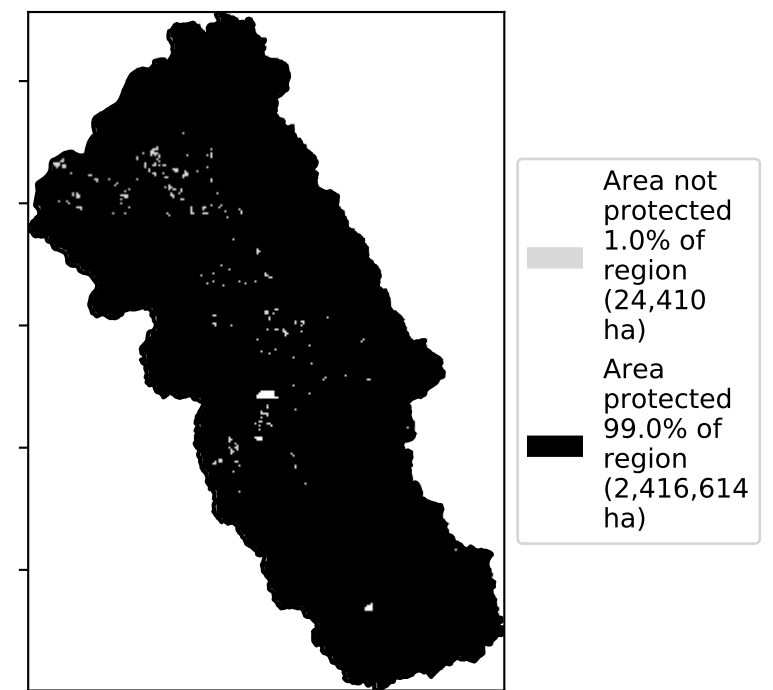 Area not
protected
1.0% of
region
(24,410
ha)
Area
protected
99.0% of
region
(2,416,614
ha)